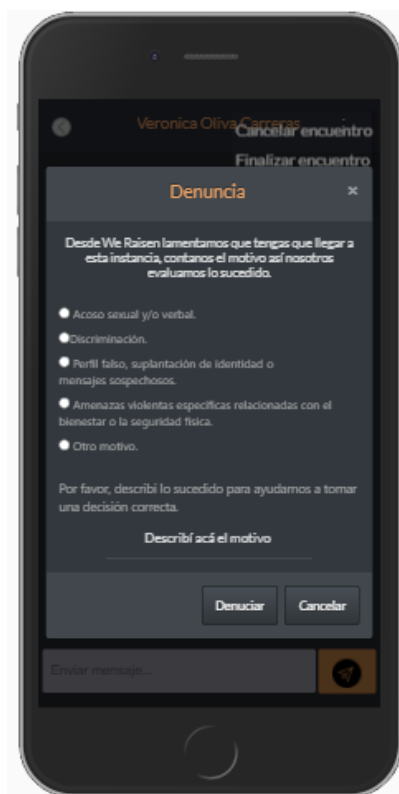 Veronica Oliva Carreras
Cancelar encuentro
Finalizar encuentro
Denuncia ×
Desde We Raisen lamentamos que tengas que llegar a
esta instancia, contanos el motivo así nosotros
evaluamos lo sucedido.
Acoso sexual y/o verbal.
Discriminación.
Perfil falso, suplantación de identidad o
mensajes sospechosos.
Amenazas violentas específicas relacionadas con el
bienestar o la seguridad física.
Otro motivo.
Por favor, describí lo sucedido para ayudarnos a tomar
una decisión correcta.
Describí acá el motivo
Denuciar Cancelar
Enviar mensaje...